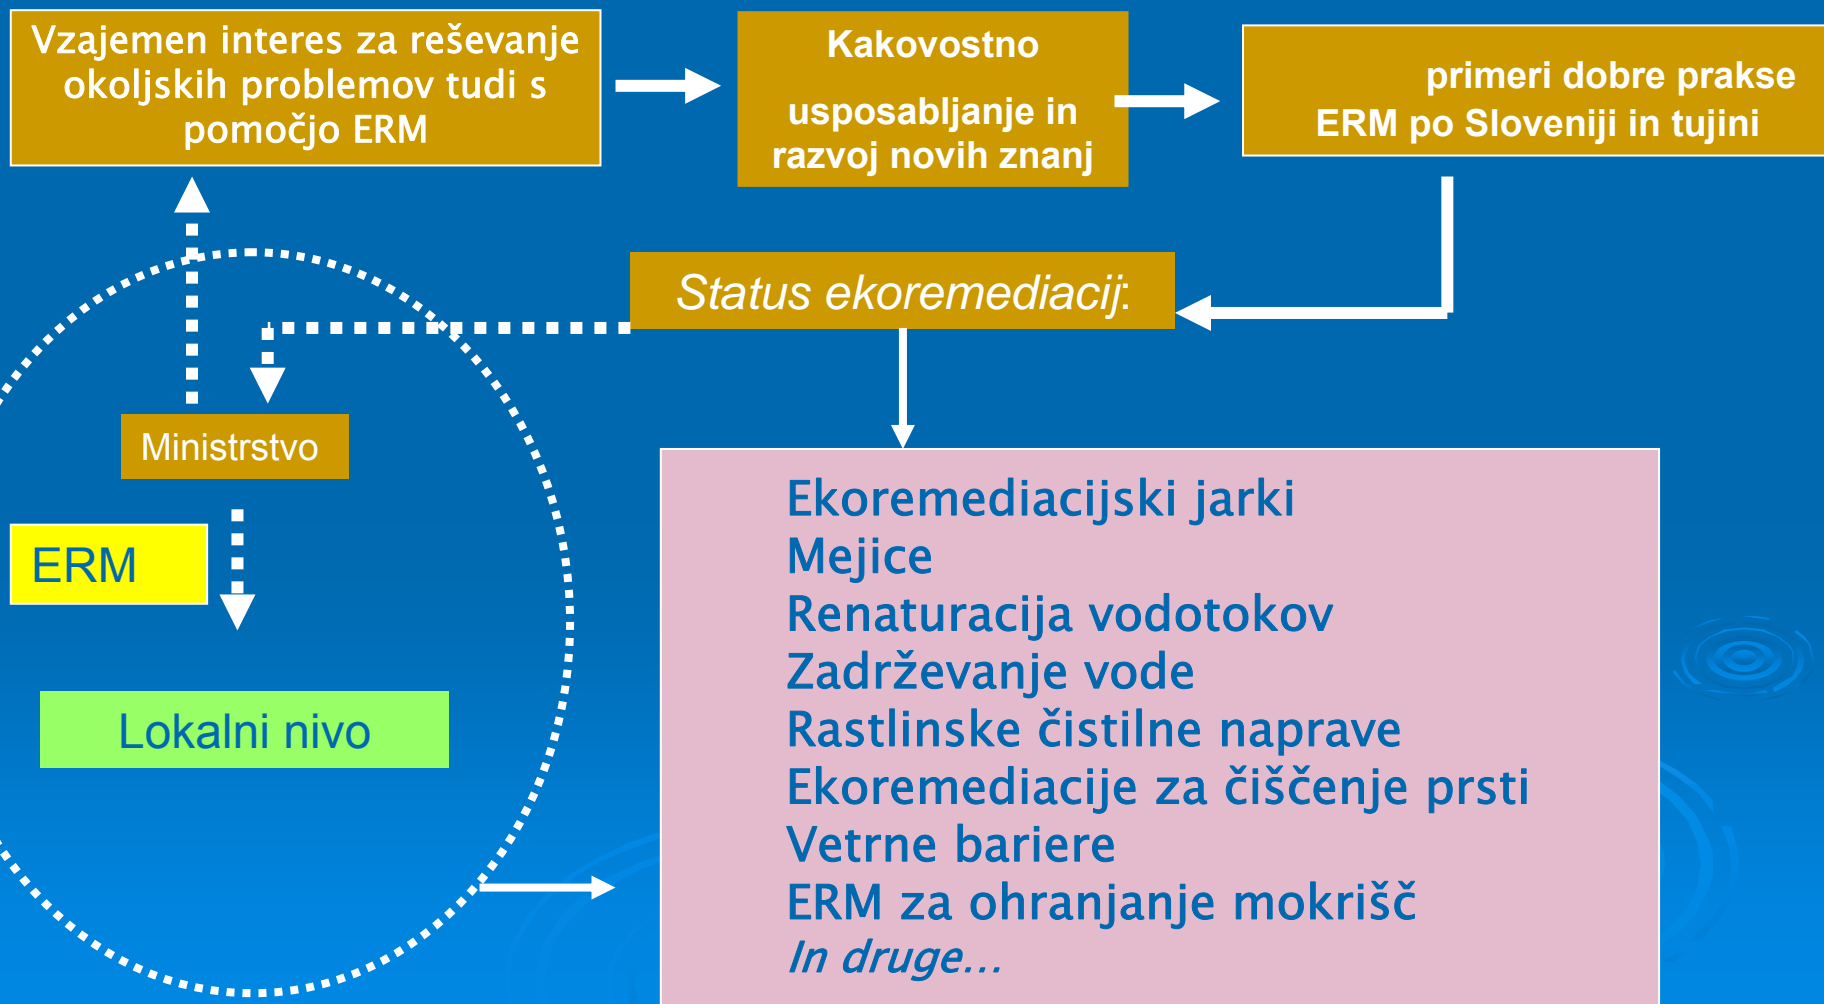 Vzajemen interes za reševanje
okoljskih problemov tudi s
pomočjo ERM
Kakovostno
usposabljanje in
razvoj novih znanj
primeri dobre prakse
ERM po Sloveniji in tujini
Status ekoremediacij:
Ministrstvo
ERM
Lokalni nivo
Ekoremediacijski jarki
Mejice
Renaturacija vodotokov
Zadrževanje vode
Rastlinske čistilne naprave
Ekoremediacije za čiščenje prsti
Vetrne bariere
ERM za ohranjanje mokrišč
In druge...